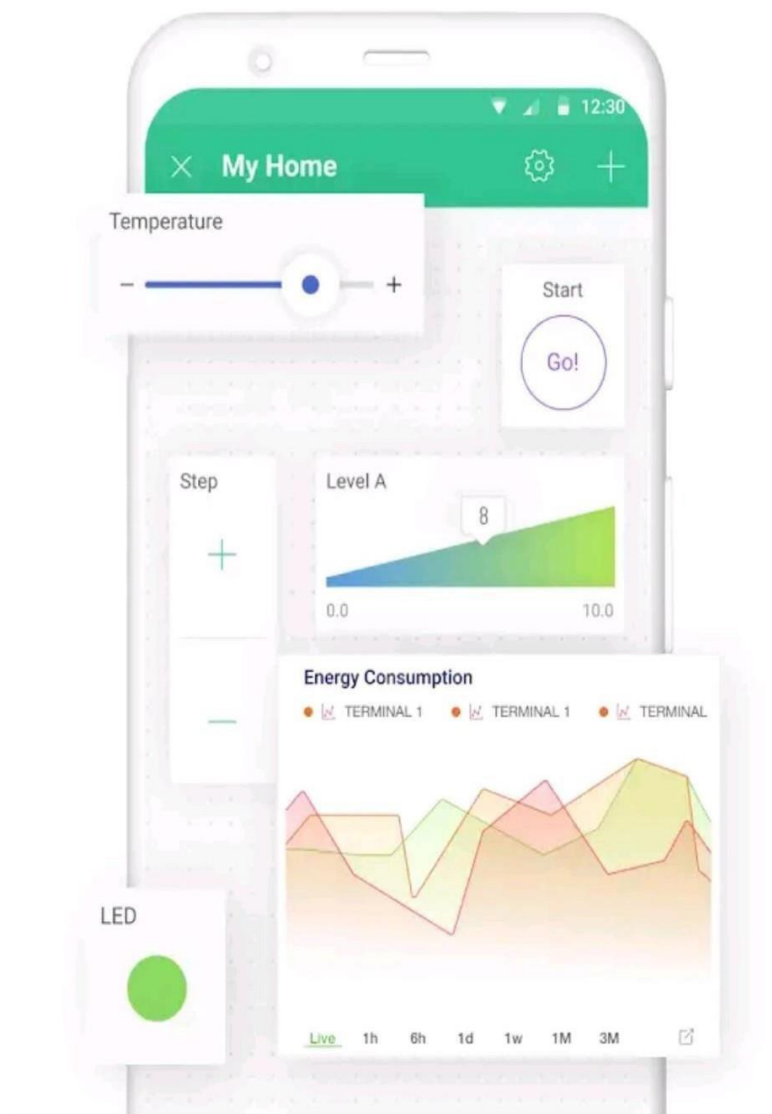 12:30
My Home
Temperature
− +
Start
Go!
Step
+
−
Level A
8
0.0 10.0
Energy Consumption
TERMINAL 1 TERMINAL 1 TERMINAL
LED
Live 1h 6h 1d 1w 1M 3M